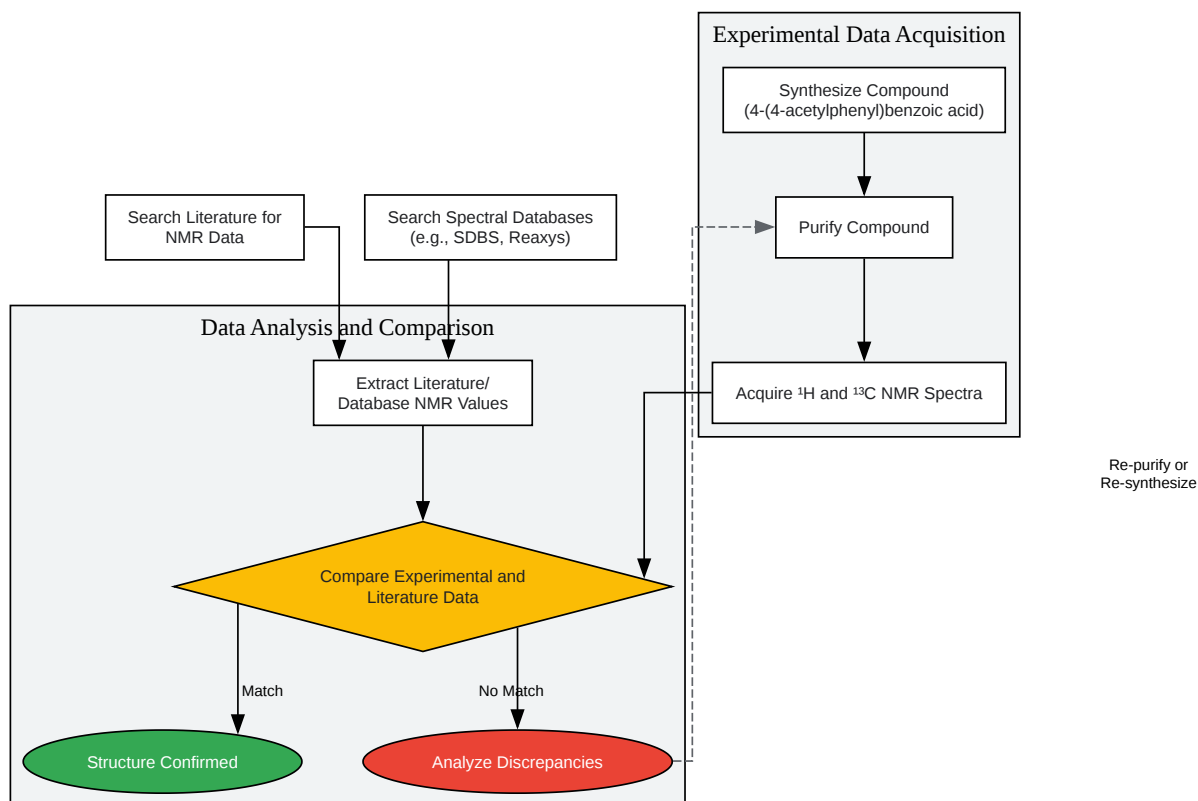 Experimental Data Acquisition
Synthesize Compound
(4-(4-acetylphenyl)benzoic acid)
Search Literature for
NMR Data
Search Spectral Databases
(e.g., SDBS, Reaxys)
Purify Compound
Data Analysis and Comparison
Extract Literature/
Database NMR Values
Acquire ¹H and ¹³C NMR Spectra
Re-purify or
Re-synthesize
Compare Experimental and
Literature Data
Match
No Match
Structure Confirmed
Analyze Discrepancies